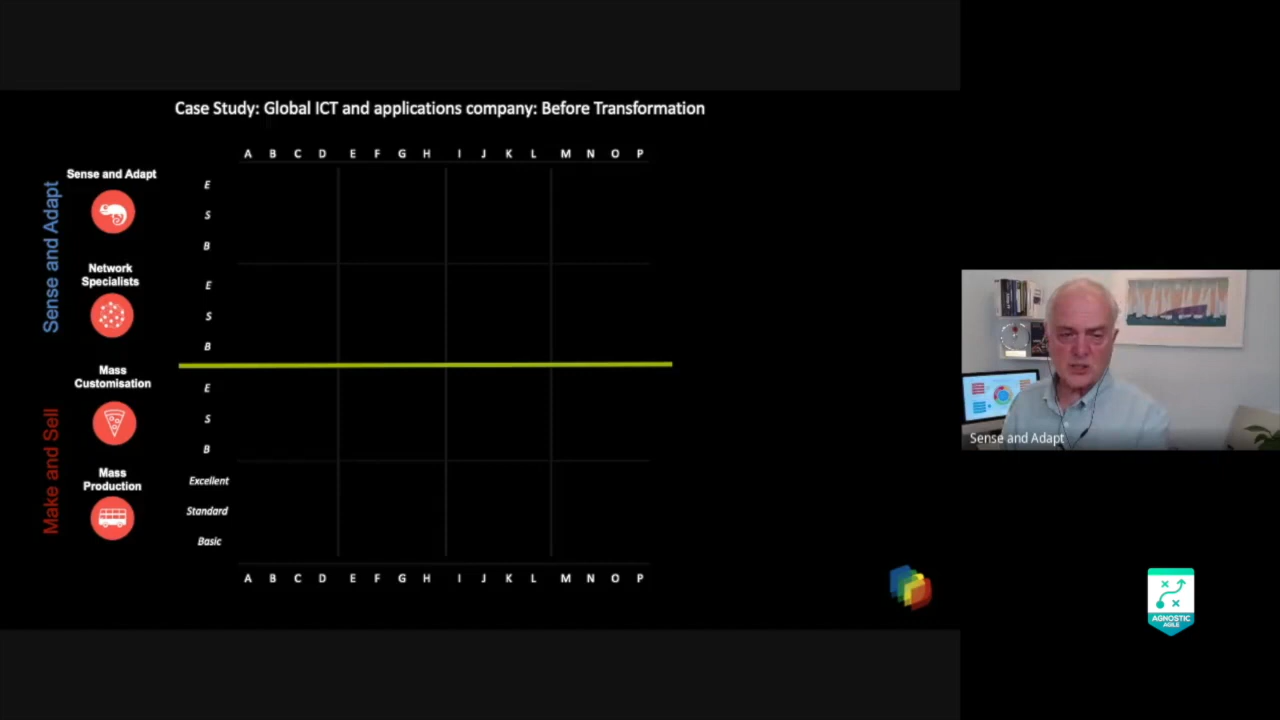 Case Study: Global ICT and applications company: Before Transformation
A B C D E F G H I J K L M N O P
Sense and Adapt
Sense and Adapt
E
S
B
Network
Specialists
E
S
B
Make and Sell
Mass
Customisation
E
S
B
Mass
Production
Excellent
Standard
Basic
A B C D E F G H I J K L M N O P
Sense and Adapt
AGNOSTIC
AGILE